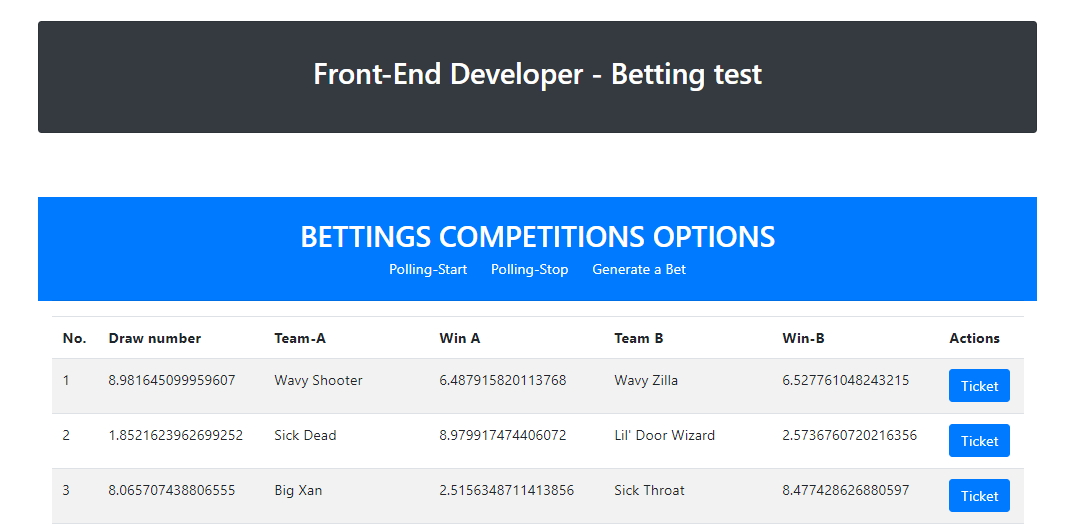 Front-End Developer - Betting test
BETTINGS COMPETITIONS OPTIONS
Polling-Start Polling-Stop Generate a Bet
No. Draw number Team-A Win A Team B Win-B Actions
1 8.981645099959607 Wavy Shooter 6.487915820113768 Wavy Zilla 6.527761048243215 Ticket
2 1.8521623962699252 Sick Dead 8.979917474406072 Lil' Door Wizard 2.5736760720216356 Ticket
3 8.065707438806555 Big Xan 2.5156348711413856 Sick Throat 8.477428626880597 Ticket